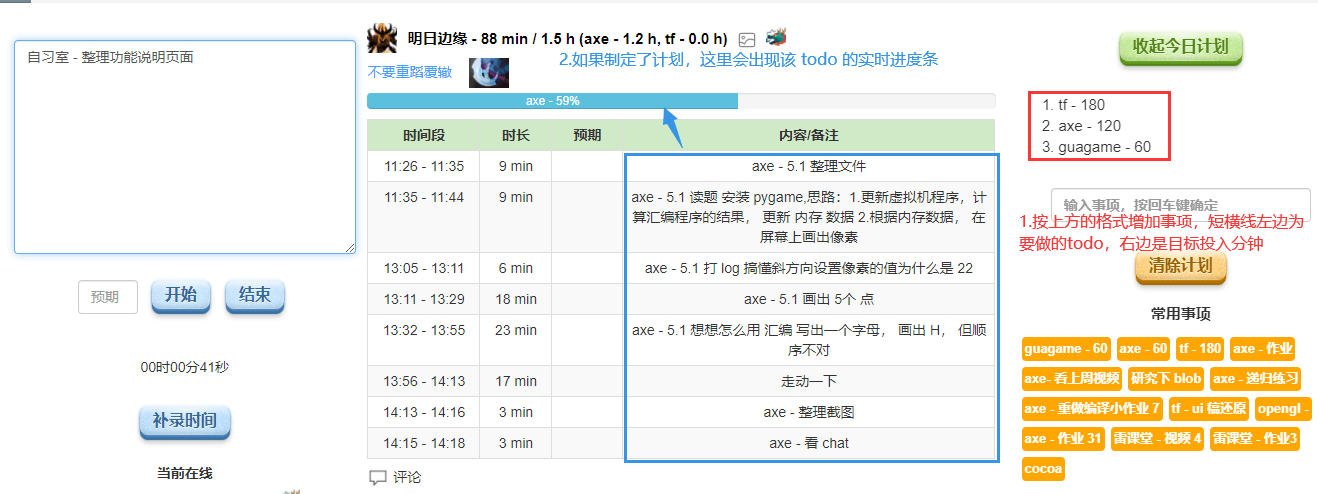 自习室 - 整理功能说明页面
预期
开始
结束
00时00分41秒
补录时间
当前在线
明日边缘 - 88 min / 1.5 h (axe - 1.2 h, tf - 0.0 h)
2.如果制定了计划，这里会出现该 todo 的实时进度条
不要重蹈覆辙
axe - 59%
时间段 时长 预期 内容/备注
11:26 - 11:35 9 min axe - 5.1 整理文件
11:35 - 11:44 9 min axe - 5.1 读题 安装 pygame,思路：1.更新虚拟机程序，计
算汇编程序的结果， 更新 内存 数据 2.根据内存数据， 在
屏幕上画出像素
13:05 - 13:11 6 min axe - 5.1 打 log 搞懂斜方向设置像素的值为什么是 22
13:11 - 13:29 18 min axe - 5.1 画出 5个 点
13:32 - 13:55 23 min axe - 5.1 想想怎么用 汇编 写出一个字母， 画出 H， 但顺
序不对
13:56 - 14:13 17 min 走动一下
14:13 - 14:16 3 min axe - 整理截图
14:15 - 14:18 3 min axe - 看 chat
评论
收起今日计划
1. tf - 180
2. axe - 120
3. guagame - 60
输入事项，按回车键确定
1.按上方的格式增加事项，短横线左边为
要做的todo，右边是目标投入分钟
清除计划
常用事项
guagame - 60 axe - 60 tf - 180 axe - 作业
axe- 看上周视频 研究下 blob axe - 递归练习
axe - 重做编译小作业 7 tf - ui 稿还原 opengl -
axe - 作业 31 雷课堂 - 视频 4 雷课堂 - 作业3
cocoa